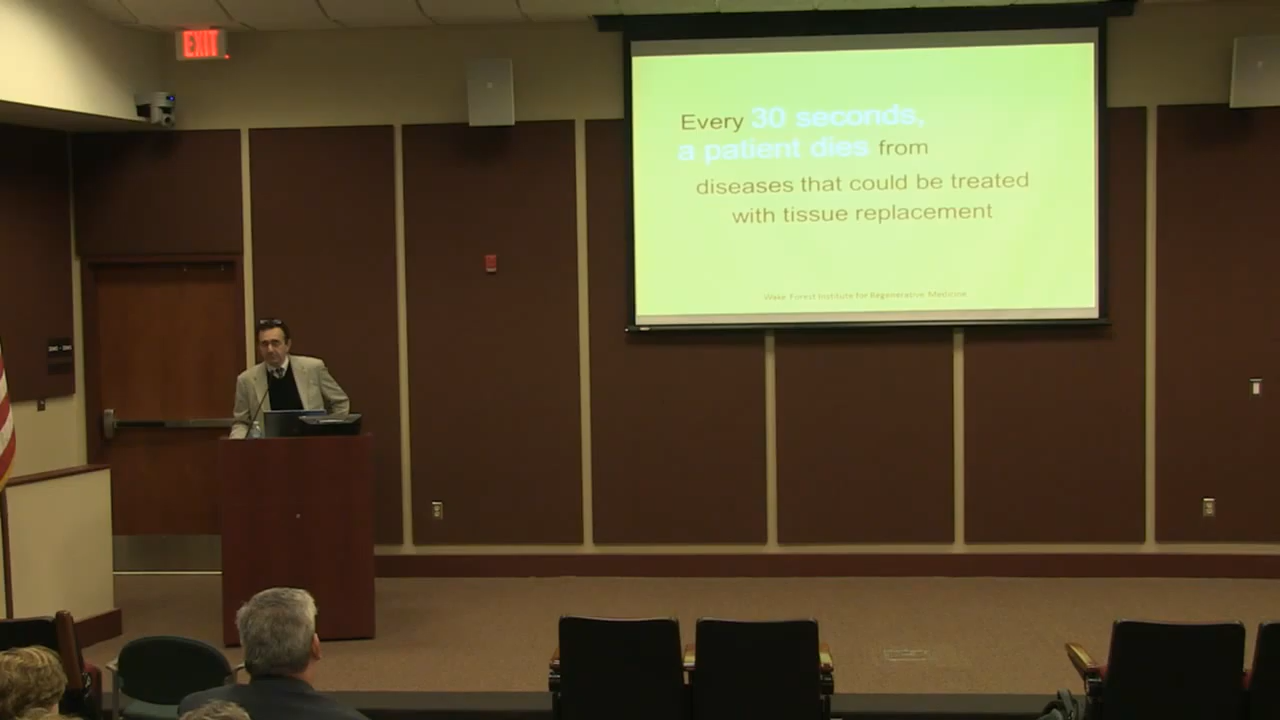 EXIT
Every 30 seconds,
a patient dies from
diseases that could be treated
with tissue replacement
Wake Forest Institute for Regenerative Medicine